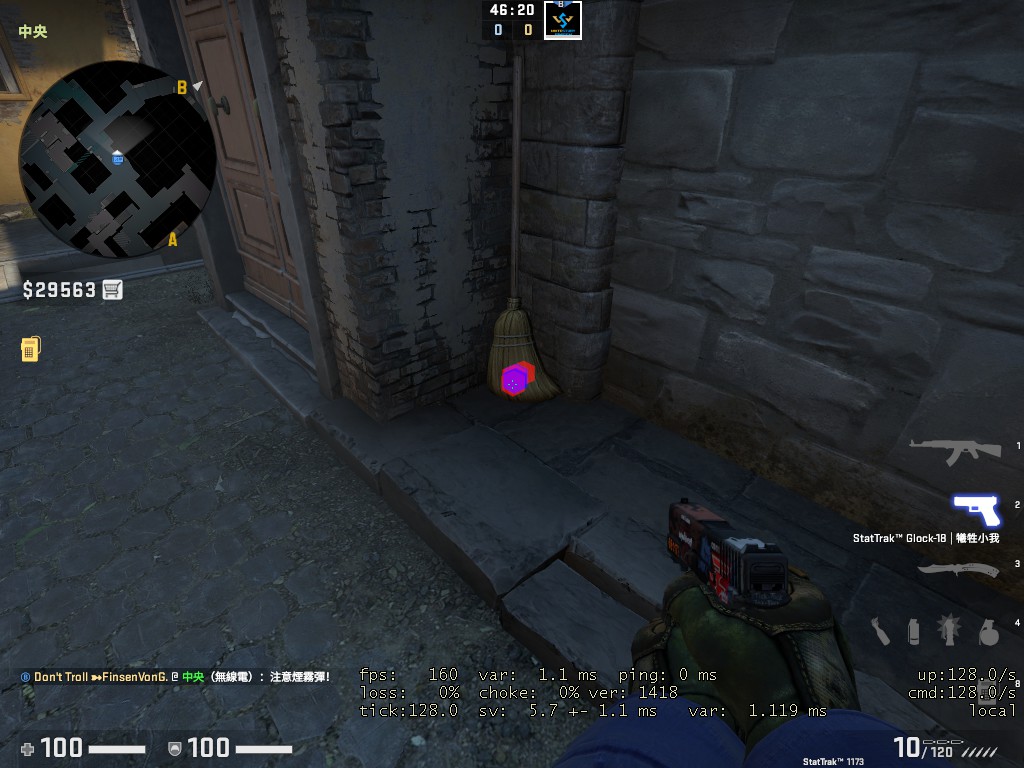 中央
46:20
0 0
B
A
$29563
1
2
StatTrak™ Glock-18 | 犧牲小我
3
4
B Don't Troll ➳FinsenVonG. @ 中央 (無線電) : 注意煙霧彈!
fps: 160 var: 1.1 ms ping: 0 ms up:128.0/s
loss: 0% choke: 0% ver: 1418 cmd:128.0/s
tick:128.0 sv: 5.7 +- 1.1 ms var: 1.119 ms local
100 100 10/120
StatTrak™ 1173